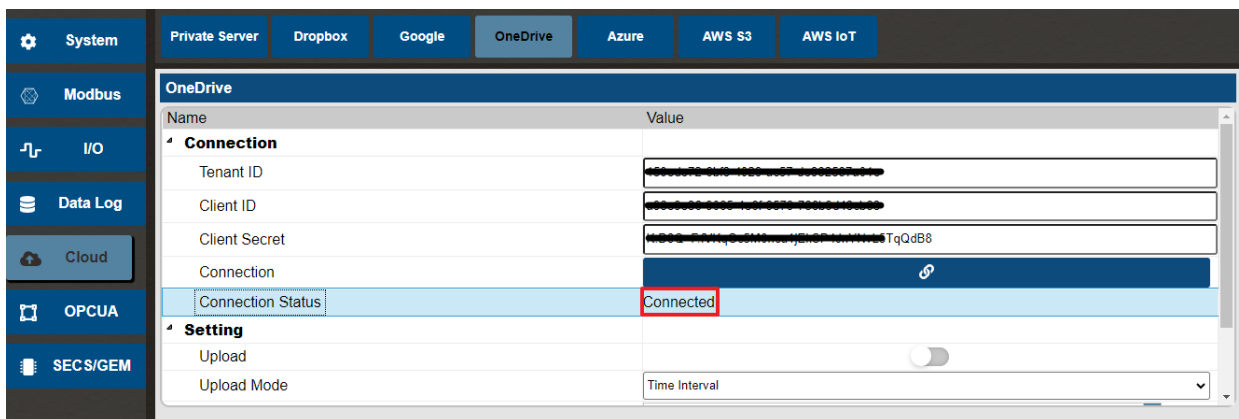 System
Modbus
I/O
Data Log
Cloud
OPCUA
SECS/GEM
Private Server Dropbox Google OneDrive Azure AWS S3 AWS IoT
OneDrive
Name Value
Connection
Tenant ID
Client ID
Client Secret
Connection
Connection Status Connected
Setting
Upload
Upload Mode Time Interval